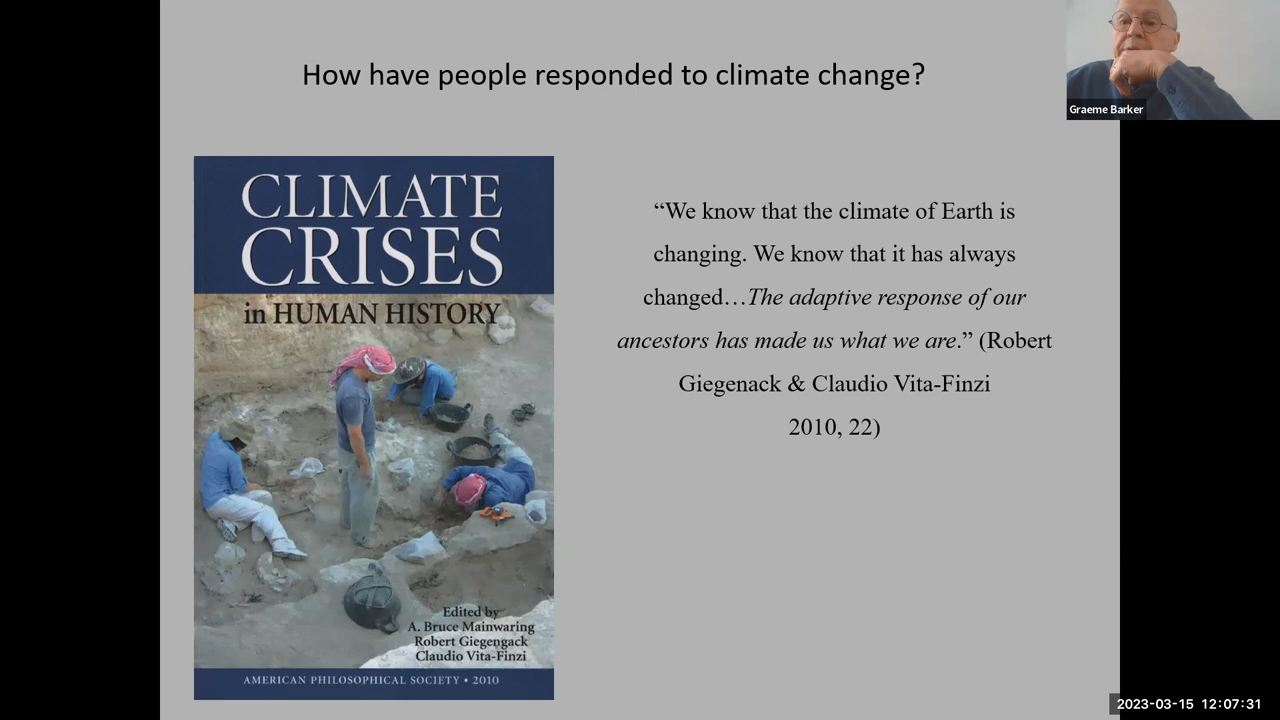 How have people responded to climate change?
Graeme Barker
CLIMATE
CRISES
in HUMAN HISTORY
Edited by
A. Bruce Mainwaring
Robert Giegengack
Claudio Vita-Finzi
AMERICAN PHILOSOPHICAL SOCIETY • 2010
“We know that the climate of Earth is
changing. We know that it has always
changed…The adaptive response of our
ancestors has made us what we are.” (Robert
Giegenack & Claudio Vita-Finzi
2010, 22)
2023-03-15 12:07:31